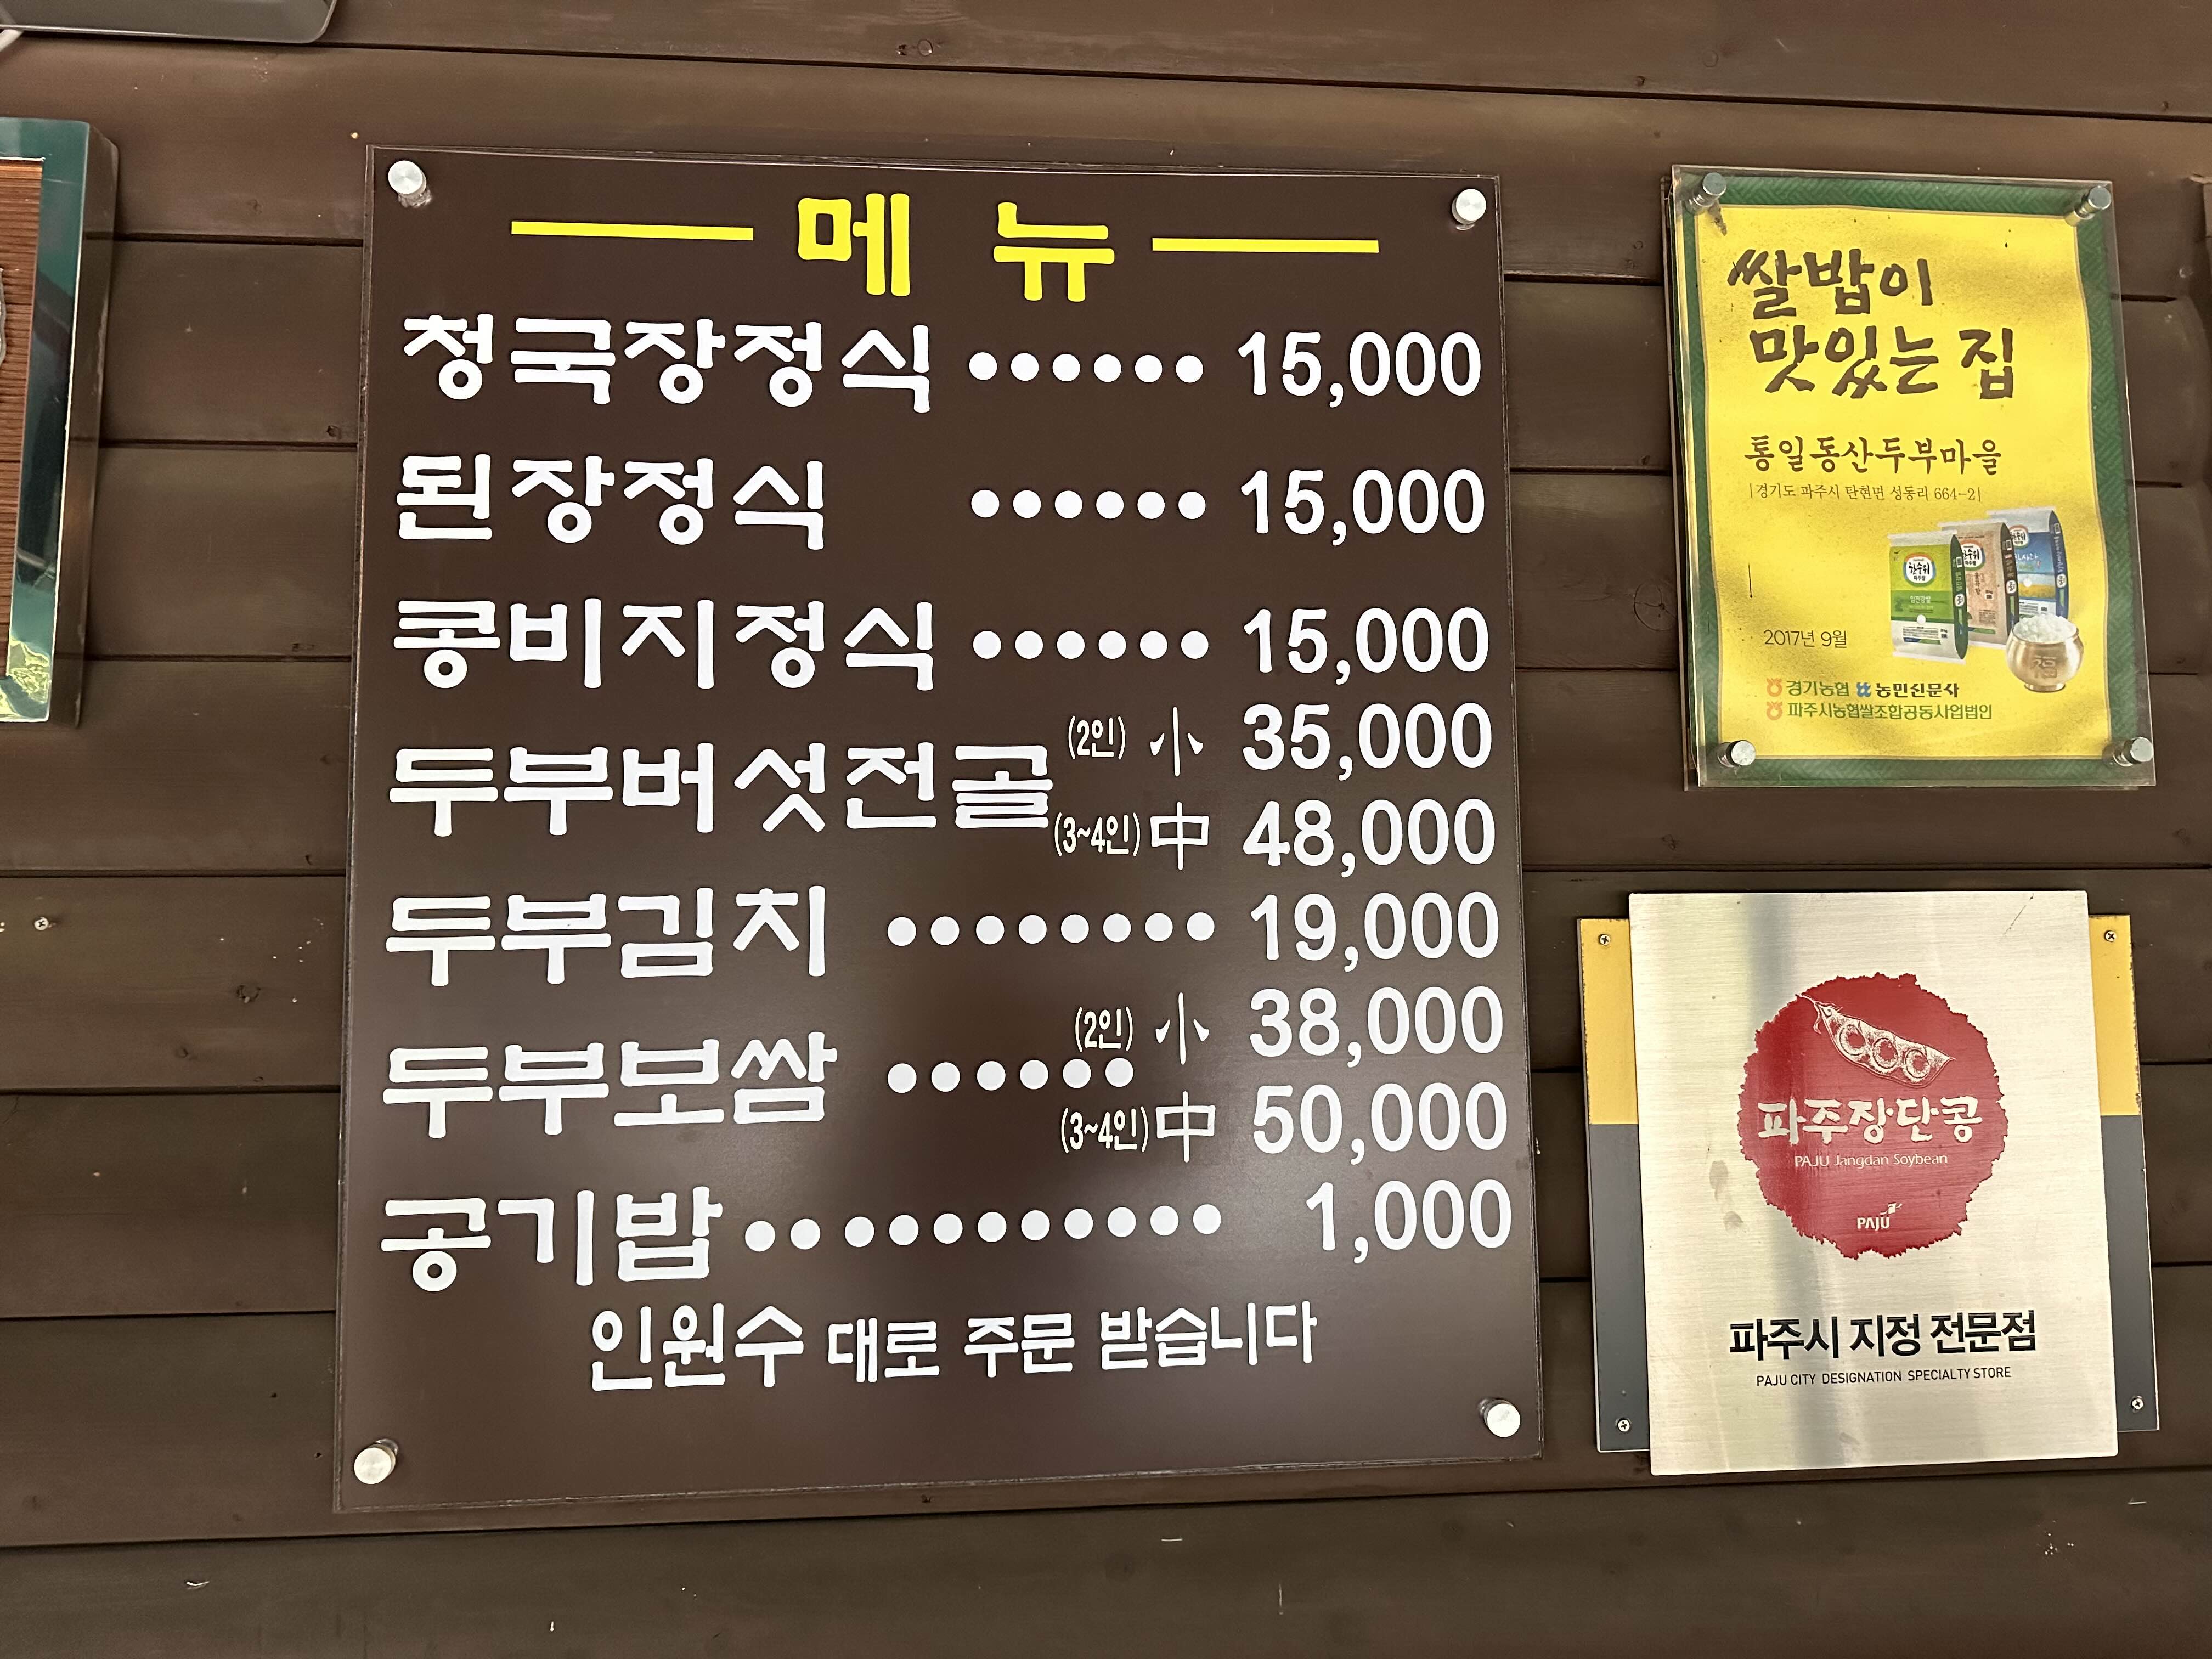 메 뉴
청국장정식 •••••• 15,000
된장정식 •••••• 15,000
콩비지정식 •••••• 15,000
두부버섯전골 (2인) 小 35,000
(3~4인) 中 48,000
두부김치 •••••••• 19,000
두부보쌈 •••••• (2인) 小 38,000
(3~4인) 中 50,000
공기밥 ••••••••••• 1,000
인원수 대로 주문 받습니다
쌀밥이
맛있는 집
통일동산두부마을
|경기도 파주시 탄현면 성동리 664-2|
한수위
파주쌀
2017년 9월
경기농협 농민신문사
파주시농협쌀조합공동사업법인
파주장단콩
PAJU Jangdan Soybean
PAJU
파주시 지정 전문점
PAJU CITY DESIGNATION SPECIALTY STORE